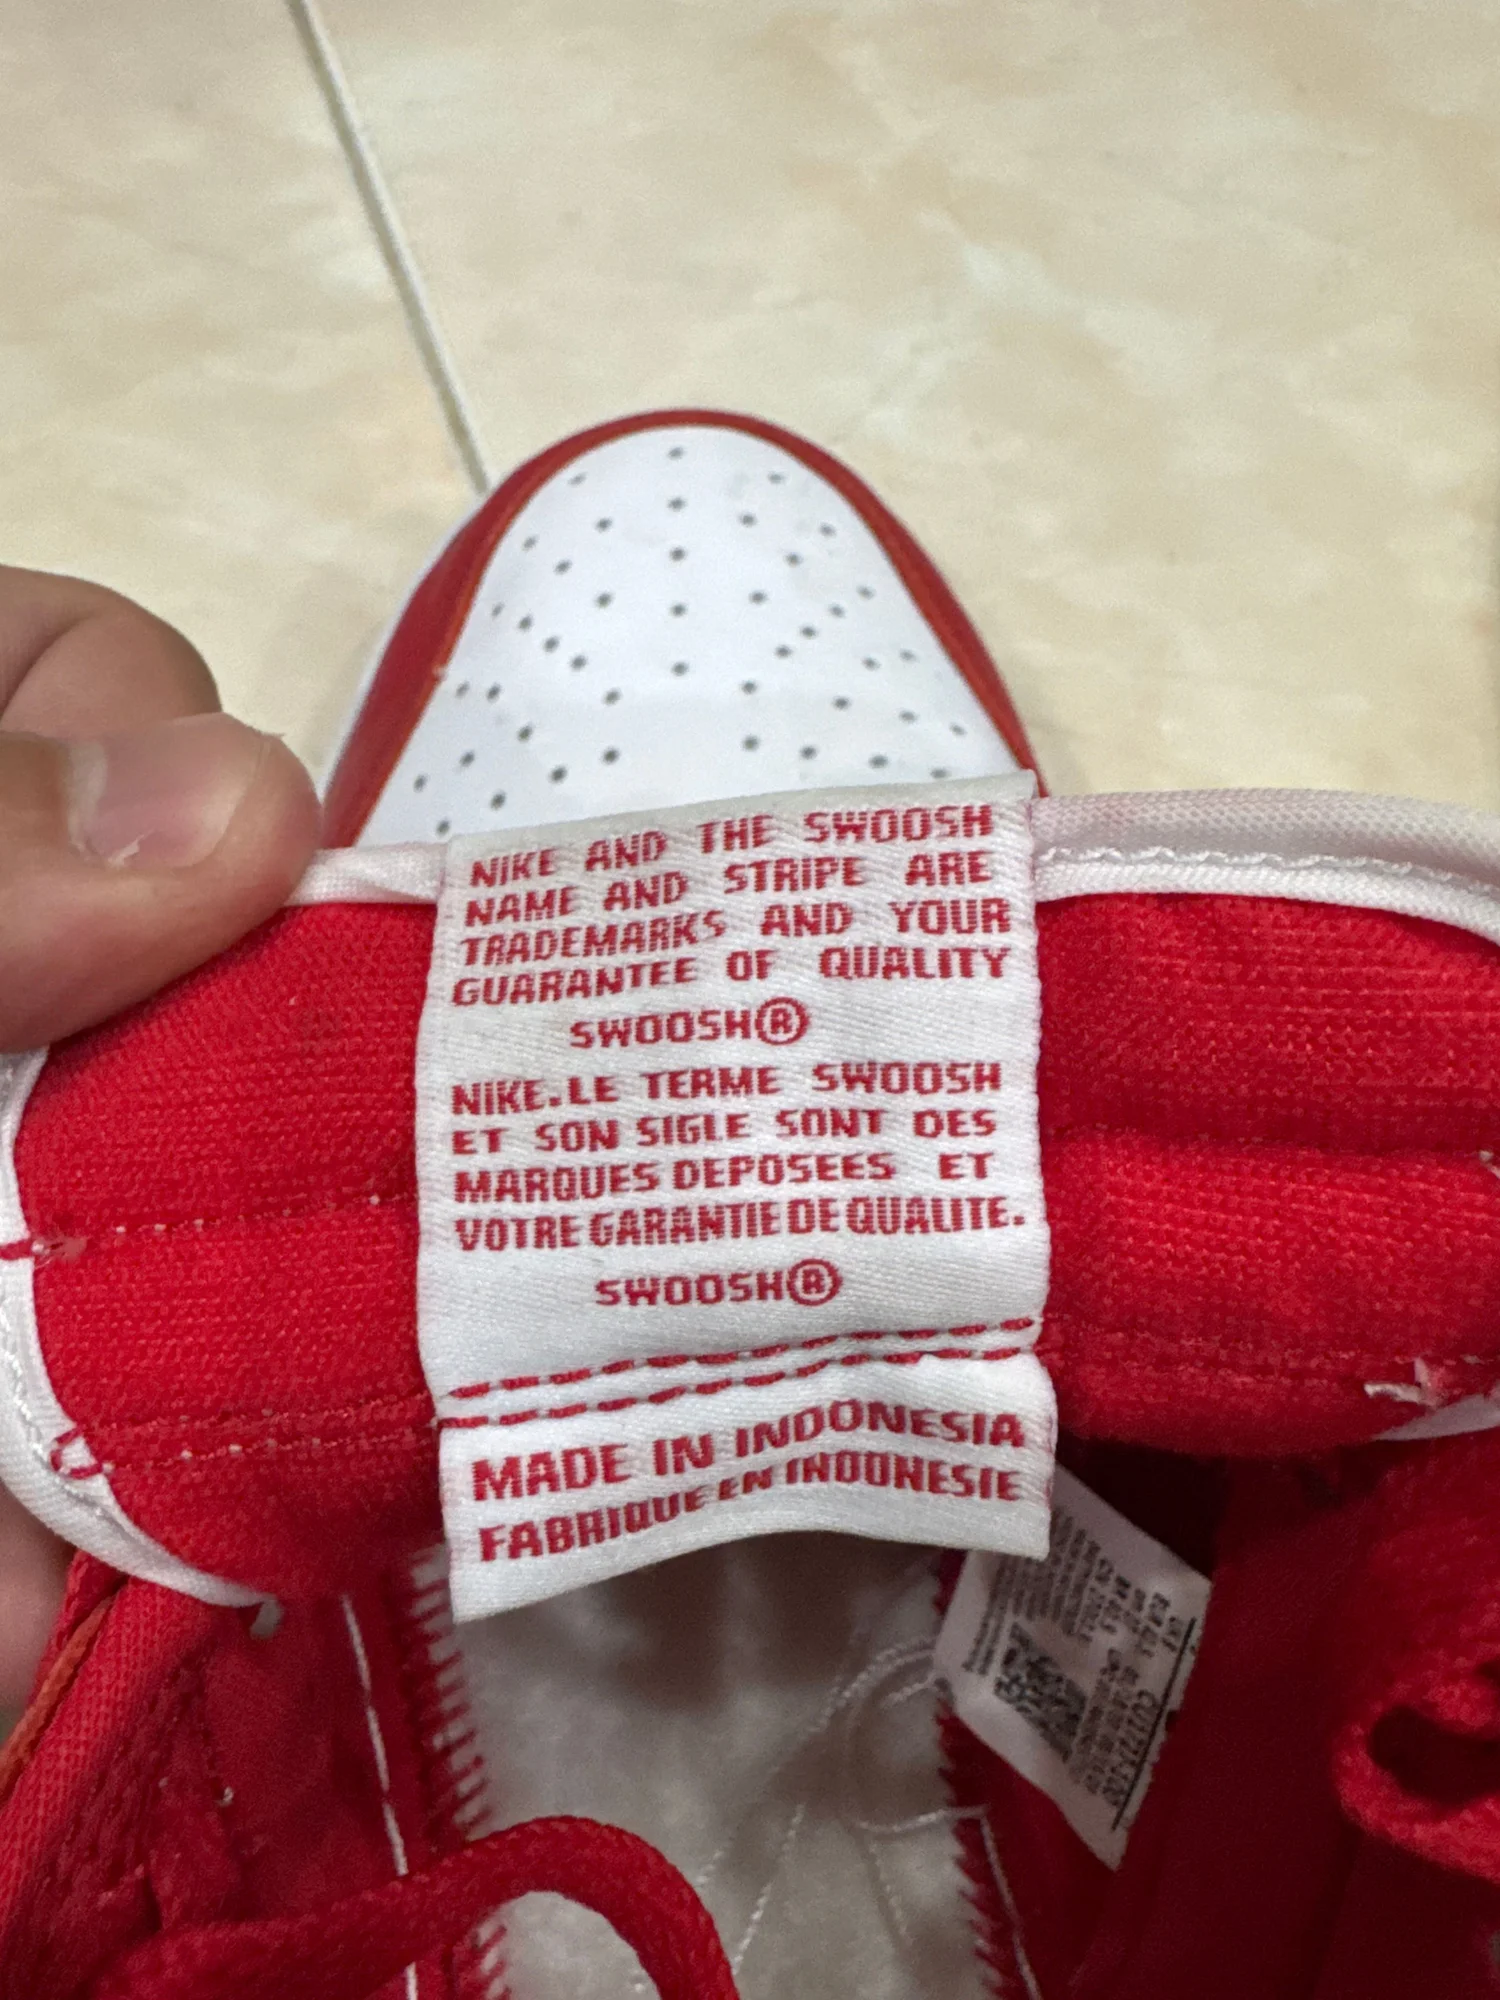 NIKE AND THE SWOOSH
NAME AND STRIPE ARE
TRADEMARKS AND YOUR
GUARANTEE OF QUALITY
SWOOSH®
NIKE.LE TERME SWOOSH
ET SON SIGLE SONT DES
MARQUES DEPOSEES ET
VOTRE GARANTIE DE QUALITE.
SWOOSH®
MADE IN INDONESIA
FABRIQUE EN INDONESIE